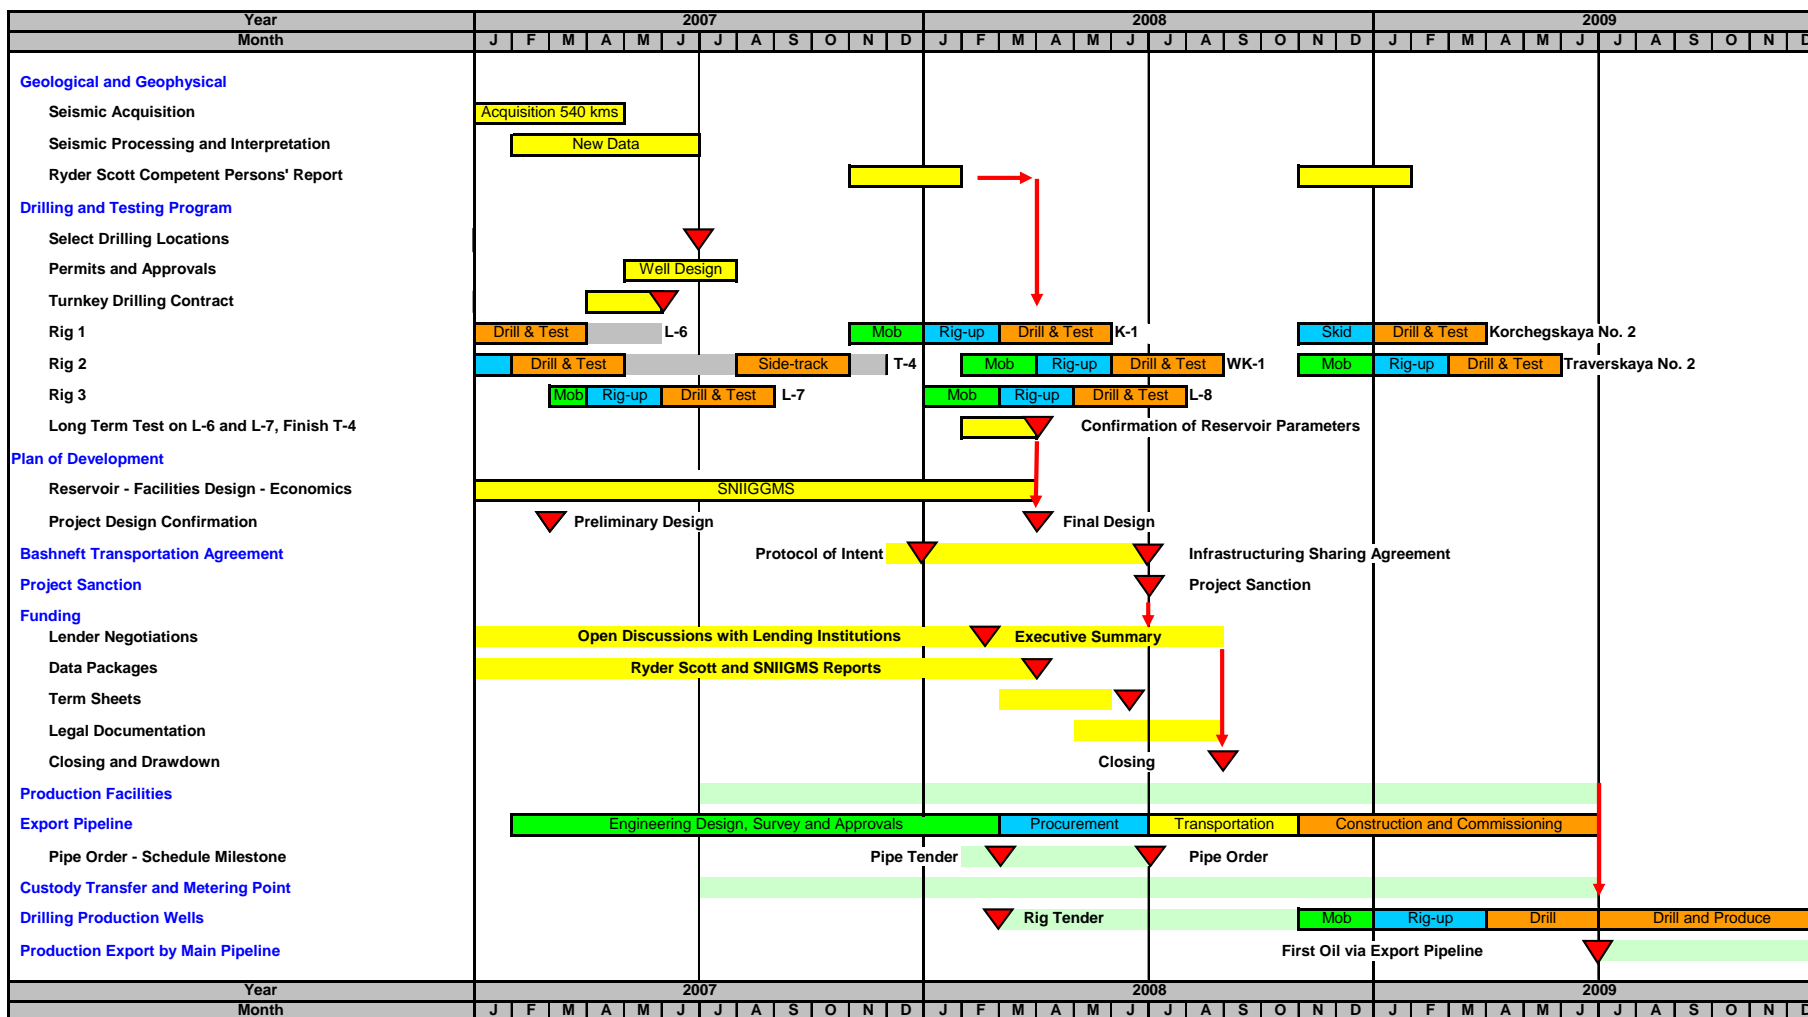 Year 2007 2008 2009
Month J F M A M J J A S O N D J F M A M J J A S O N D J F M A M J J A S O N D
Geological and Geophysical
Seismic Acquisition Acquisition 540 kms
Seismic Processing and Interpretation New Data
Ryder Scott Competent Persons' Report
Drilling and Testing Program
Select Drilling Locations
Permits and Approvals Well Design
Turnkey Drilling Contract
Rig 1 Drill & Test L-6 Mob Rig-up Drill & Test K-1 Skid Drill & Test Korchegskaya No. 2
Rig 2 Drill & Test Side-track T-4 Mob Rig-up Drill & Test WK-1 Mob Rig-up Drill & Test Traverskaya No. 2
Rig 3 Mob Rig-up Drill & Test L-7 Mob Rig-up Drill & Test L-8
Long Term Test on L-6 and L-7, Finish T-4 Confirmation of Reservoir Parameters
Plan of Development
Reservoir - Facilities Design - Economics SNIIGGMS
Project Design Confirmation Preliminary Design Final Design
Bashneft Transportation Agreement Protocol of Intent Infrastructuring Sharing Agreement
Project Sanction Project Sanction
Funding
Lender Negotiations Open Discussions with Lending Institutions Executive Summary
Data Packages Ryder Scott and SNIIGMS Reports
Term Sheets
Legal Documentation
Closing and Drawdown Closing
Production Facilities
Export Pipeline Engineering Design, Survey and Approvals Procurement Transportation Construction and Commissioning
Pipe Order - Schedule Milestone Pipe Tender Pipe Order
Custody Transfer and Metering Point
Drilling Production Wells Rig Tender Mob Rig-up Drill Drill and Produce
Production Export by Main Pipeline First Oil via Export Pipeline
Year 2007 2008 2009
Month J F M A M J J A S O N D J F M A M J J A S O N D J F M A M J J A S O N D